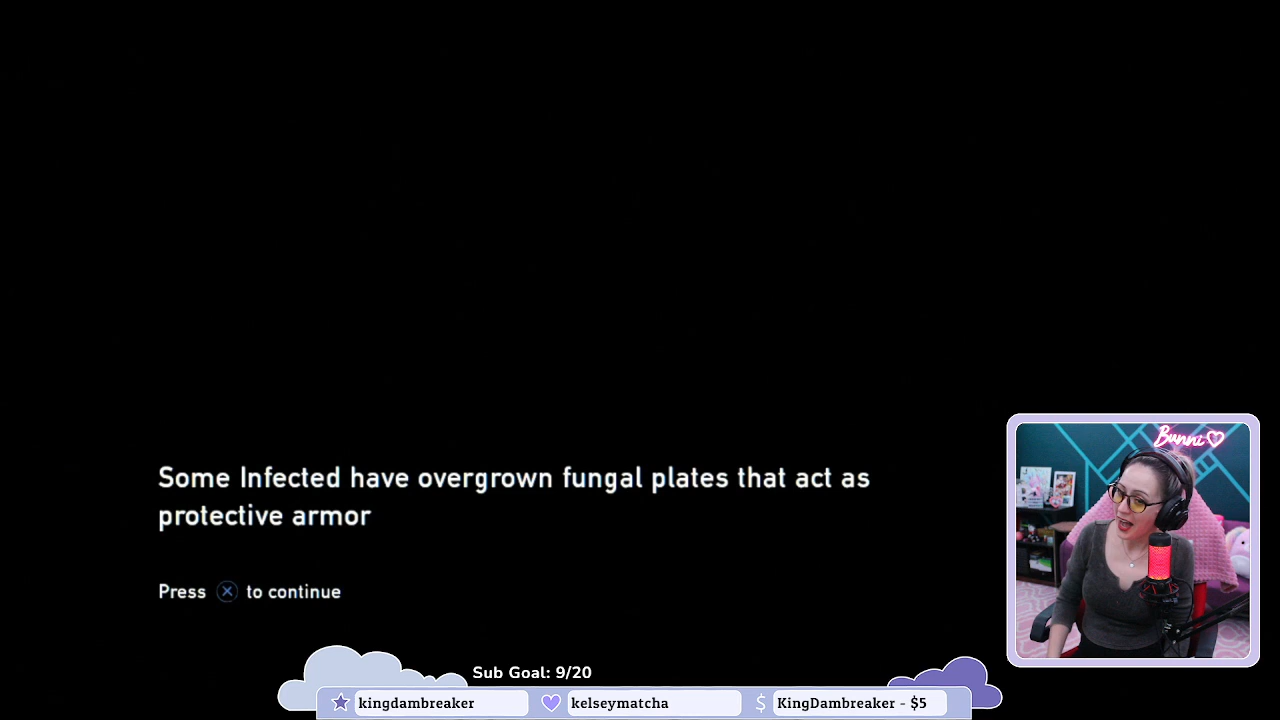 Bunni
Some Infected have overgrown fungal plates that act as
protective armor
Press to continue
Sub Goal: 9/20
kingdambreaker
kelseymatcha
$ KingDambreaker - $5